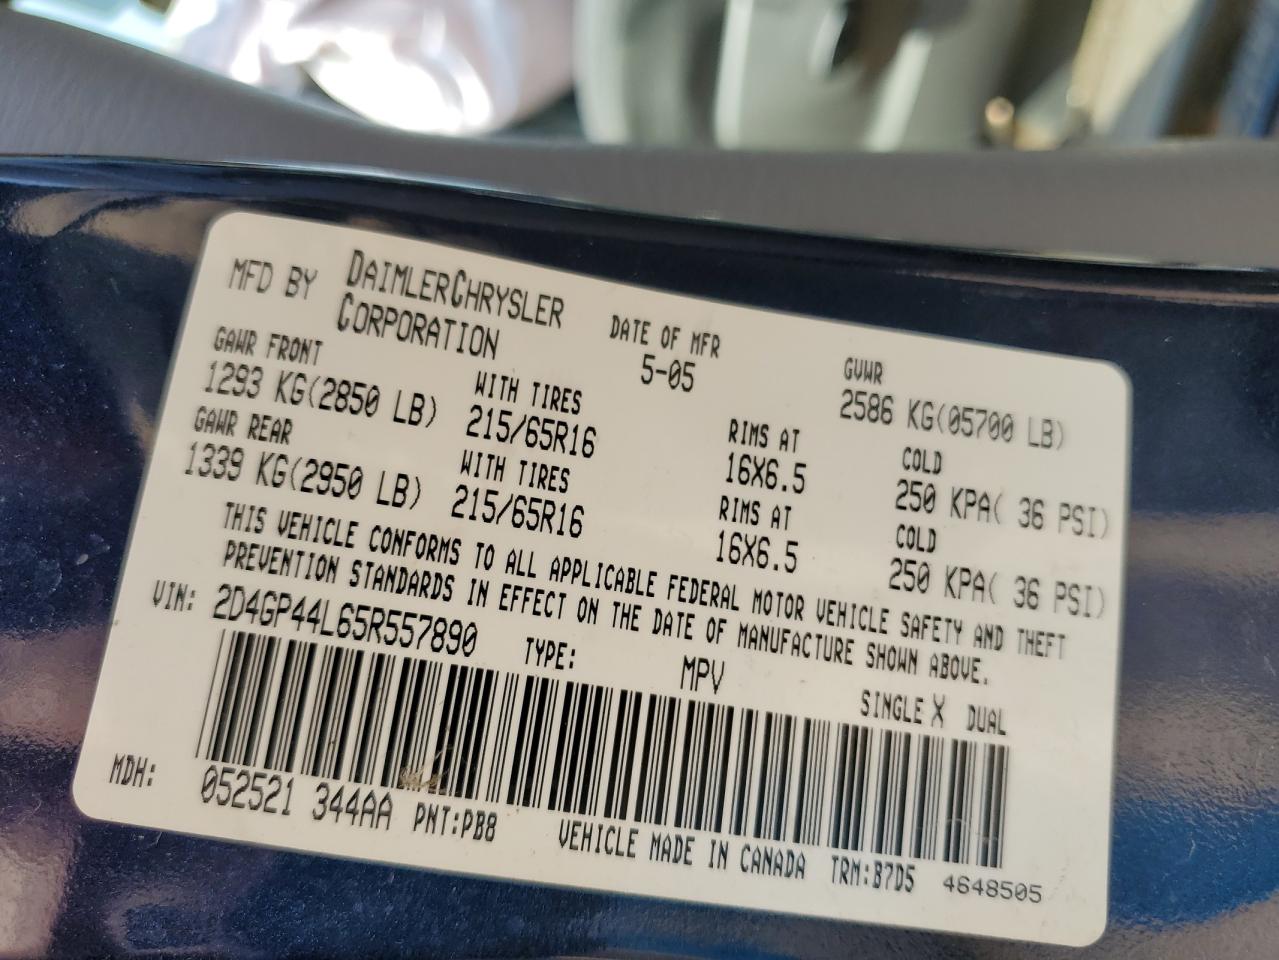 MFD BY DAIMLERCHRYSLER CORPORATION
DATE OF MFR 5-05
GVWR 2586 KG(05700 LB)
GAWR FRONT WITH TIRES RIMS AT COLD
1293 KG(2850 LB) 215/65R16 16X6.5 250 KPA( 36 PSI)
GAWR REAR WITH TIRES RIMS AT COLD
1339 KG(2950 LB) 215/65R16 16X6.5 250 KPA( 36 PSI)
THIS VEHICLE CONFORMS TO ALL APPLICABLE FEDERAL MOTOR VEHICLE SAFETY AND THEFT
PREVENTION STANDARDS IN EFFECT ON THE DATE OF MANUFACTURE SHOWN ABOVE.
VIN: 2D4GP44L65R557890 TYPE: MPV SINGLE X DUAL
MDH: 052521 344AA PNT:PB8 VEHICLE MADE IN CANADA TRM:B7D5 4648505